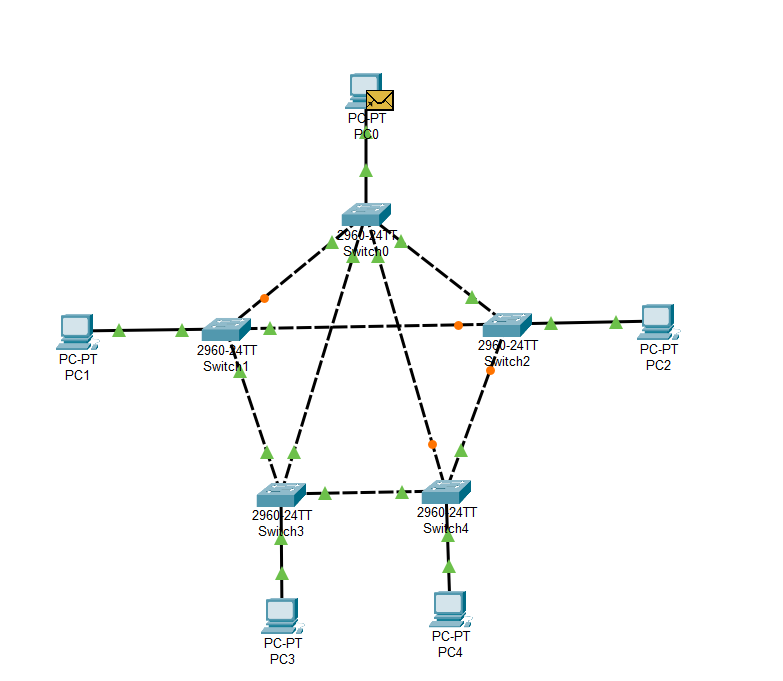 PC-PT
PC0
2960-24TT
Switch0
2960-24TT
Switch1
PC-PT
PC1
2960-24TT
Switch2
PC-PT
PC2
2960-24TT
Switch3
2960-24TT
Switch4
PC-PT
PC3
PC-PT
PC4